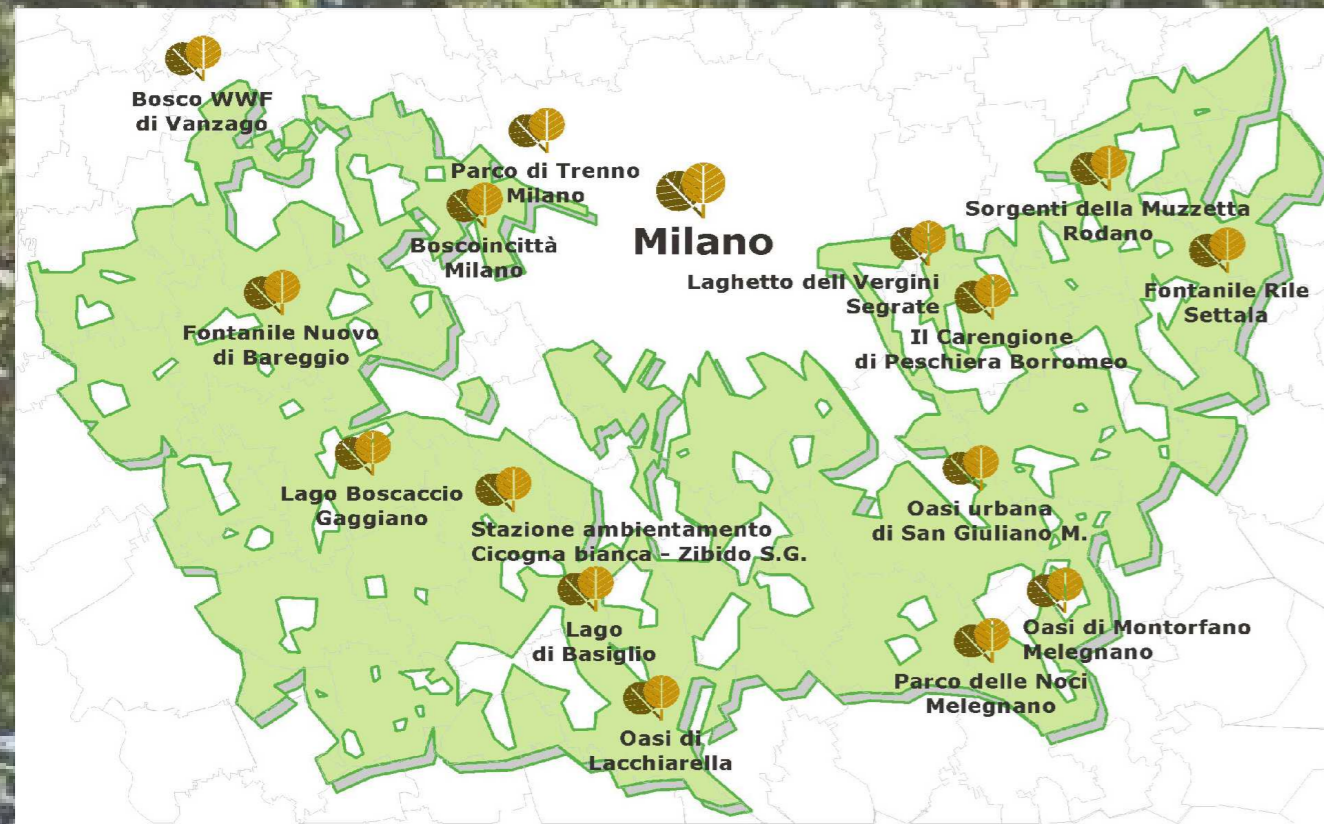 Bosco WWF
di Vanzago
Parco di Trenno
Milano
Boscoincittà
Milano
Milano
Sorgenti della Muzzetta
Rodano
Laghetto dell Vergini
Segrate
Fontanile Rile
Settala
Il Carengione
di Peschiera Borromeo
Fontanile Nuovo
di Bareggio
Lago Boscaccio
Gaggiano
Stazione ambientamento
Cicogna bianca - Zibido S.G.
Oasi urbana
di San Giuliano M.
Lago
di Basiglio
Oasi di Montorfano
Melegnano
Parco delle Noci
Melegnano
Oasi di
Lacchiarella